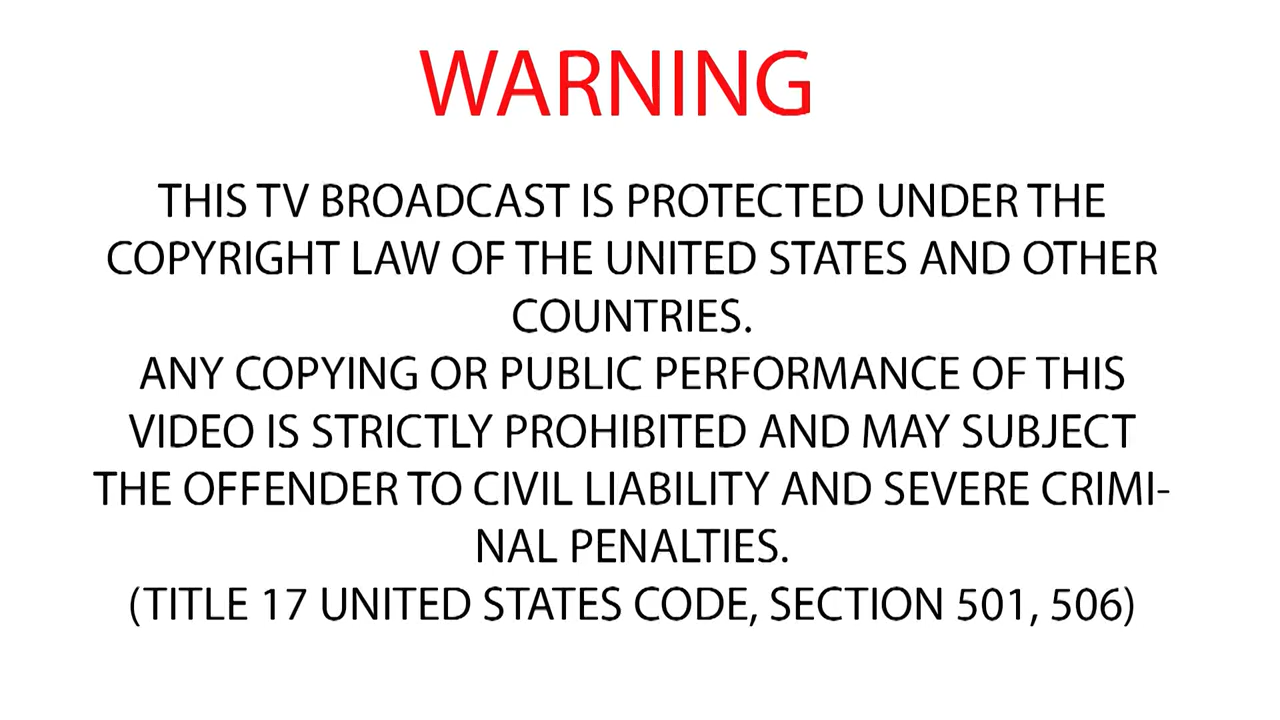 WARNING
THIS TV BROADCAST IS PROTECTED UNDER THE
COPYRIGHT LAW OF THE UNITED STATES AND OTHER
COUNTRIES.
ANY COPYING OR PUBLIC PERFORMANCE OF THIS
VIDEO IS STRICTLY PROHIBITED AND MAY SUBJECT
THE OFFENDER TO CIVIL LIABILITY AND SEVERE CRIMI-
NAL PENALTIES.
(TITLE 17 UNITED STATES CODE, SECTION 501, 506)